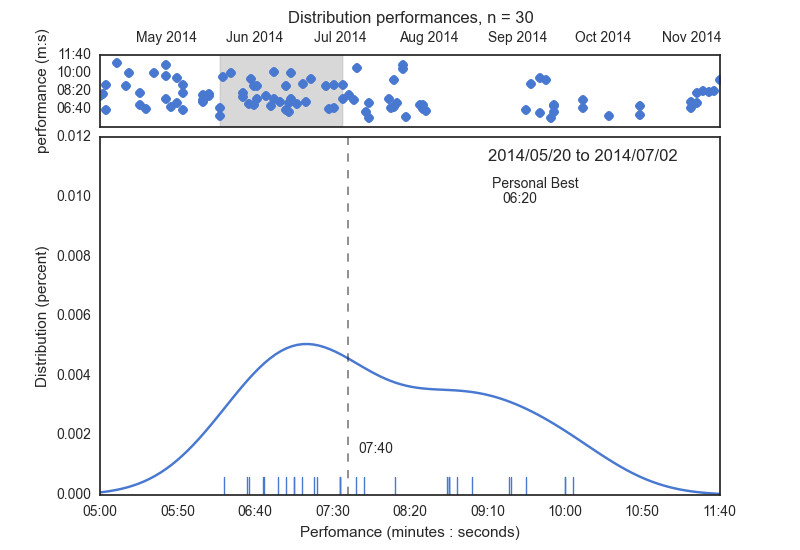 Distribution performances, n = 30
May 2014 Jun 2014 Jul 2014 Aug 2014 Sep 2014 Oct 2014 Nov 2014
performance (m:s)
11:40
10:00
08:20
06:40
Distribution (percent)
0.012
0.010
0.008
0.006
0.004
0.002
0.000
2014/05/20 to 2014/07/02
Personal Best
06:20
07:40
05:00 05:50 06:40 07:30 08:20 09:10 10:00 10:50 11:40
Perfomance (minutes : seconds)